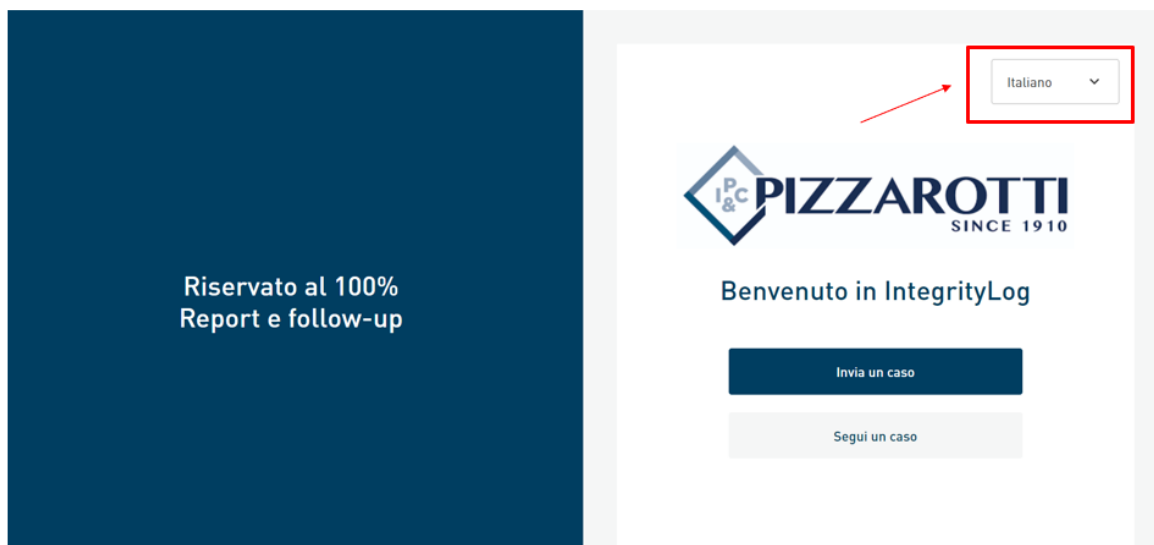 Riservato al 100%
Report e follow-up
Italiano
IP&C
PIZZAROTTI
SINCE 1910
Benvenuto in IntegrityLog
Invia un caso
Segui un caso